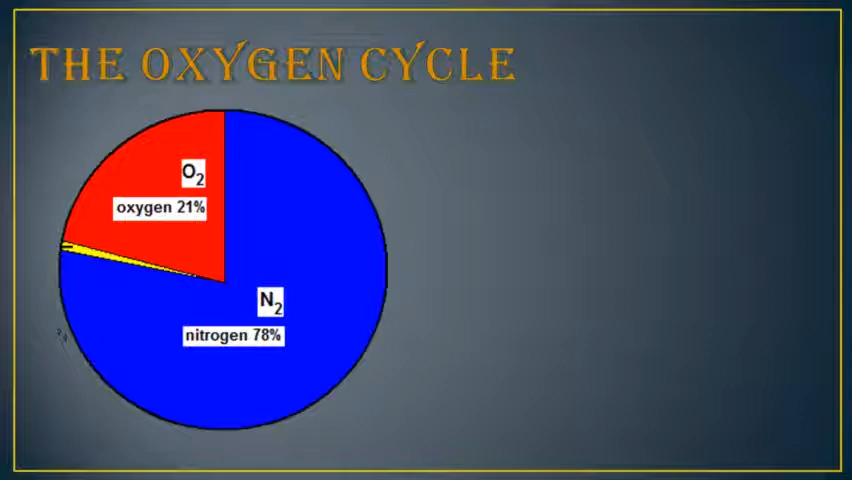 THE OXYGEN CYCLE
O2
oxygen 21%
N2
nitrogen 78%